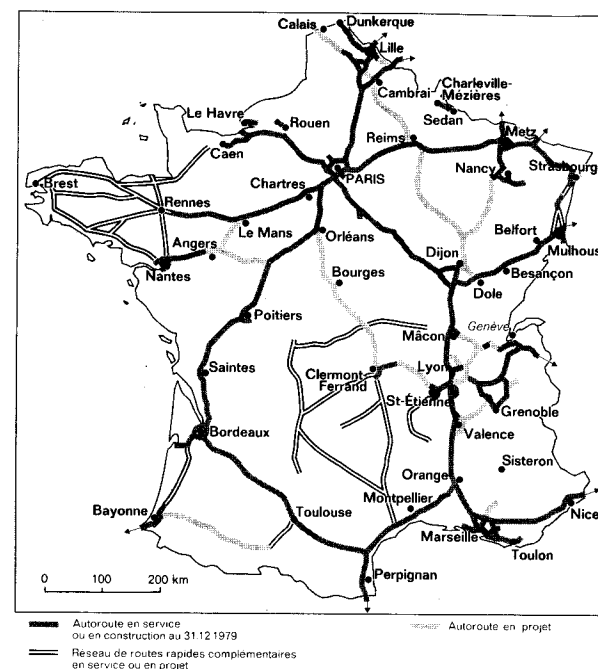 Calais
Dunkerque
Lille
Cambrai
Charleville-
Mézières
Sedan
Le Havre
Rouen
Caen
Reims
Metz
Nancy
Strasbourg
PARIS
Chartres
Brest
Rennes
Le Mans
Orléans
Angers
Nantes
Bourges
Dijon
Belfort
Mulhous
Besançon
Dole
Poitiers
Mâcon
Genève
Saintes
Clermont
Ferrand
Lyon
St-Étienne
Grenoble
Valence
Bordeaux
Sisteron
Orange
Montpellier
Bayonne
Toulouse
Nice
Marseille
Toulon
Perpignan
0 100 200 km
Autoroute en service
ou en construction au 31.12 1979
Autoroute en projet
Réseau de routes rapides complémentaires
en service ou en projet